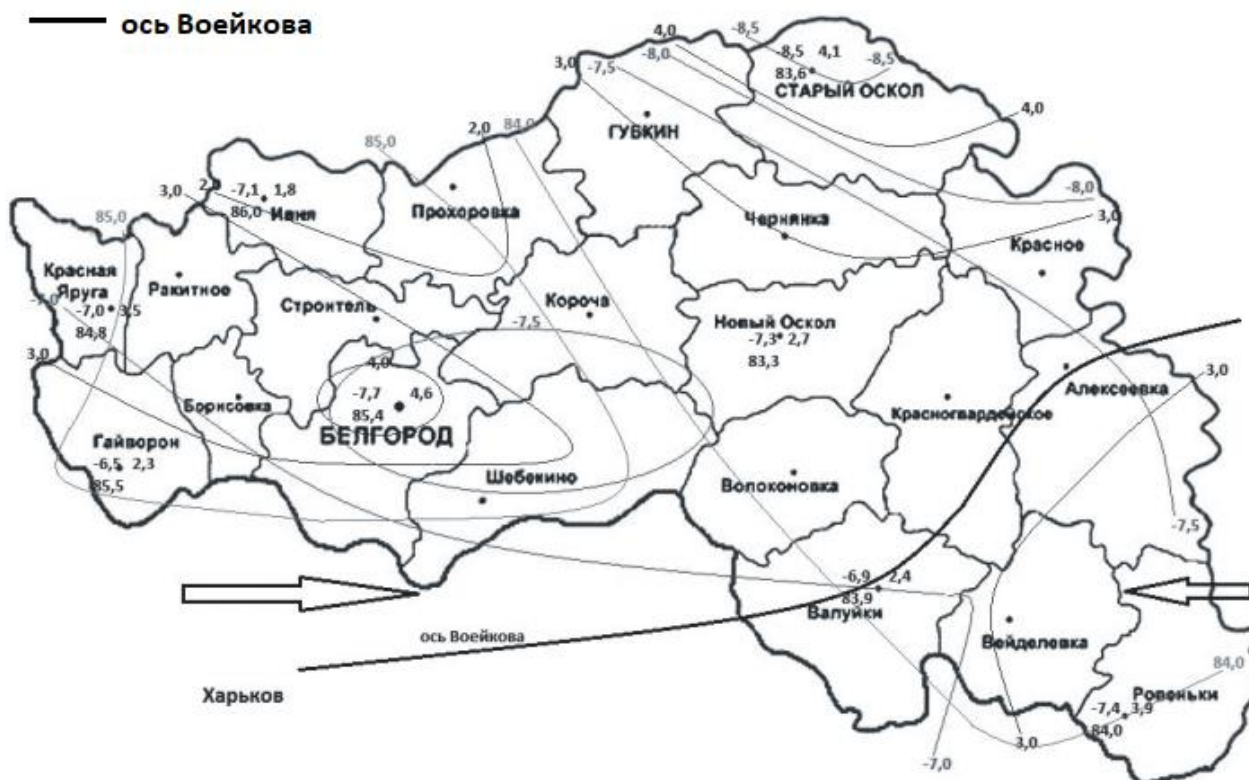 ось Воейкова
4,0
-8,5
-8,5 4,1
-8,0
-8,5
3,0
-7,5
83,6
СТАРЫЙ ОСКОЛ
4,0
ГУБКИН
2,0
84,0
85,0
3,0
-7,1 1,8
86,0
Ивня
Прохоровка
-8,0
3,0
85,0
Чернянка
Красное
Красная
Яруга
Ракитное
-7,0
-7,0 3,5
84,8
Строитель
Короча
-7,5
Новый Оскол
-7,3 2,7
83,3
3,0
4,0
3,0
Алексеевка
-7,7 4,6
85,4
БЕЛГОРОД
Борисовка
Красногвардейское
Гайворон
-6,5 2,3
85,5
Шебекино
Волоконовка
-7,5
-6,9 2,4
83,9
Валуйки
Вейделевка
ось Воейкова
84,0
Харьков
Ровеньки
-7,4 3,9
84,0
3,0
-7,0